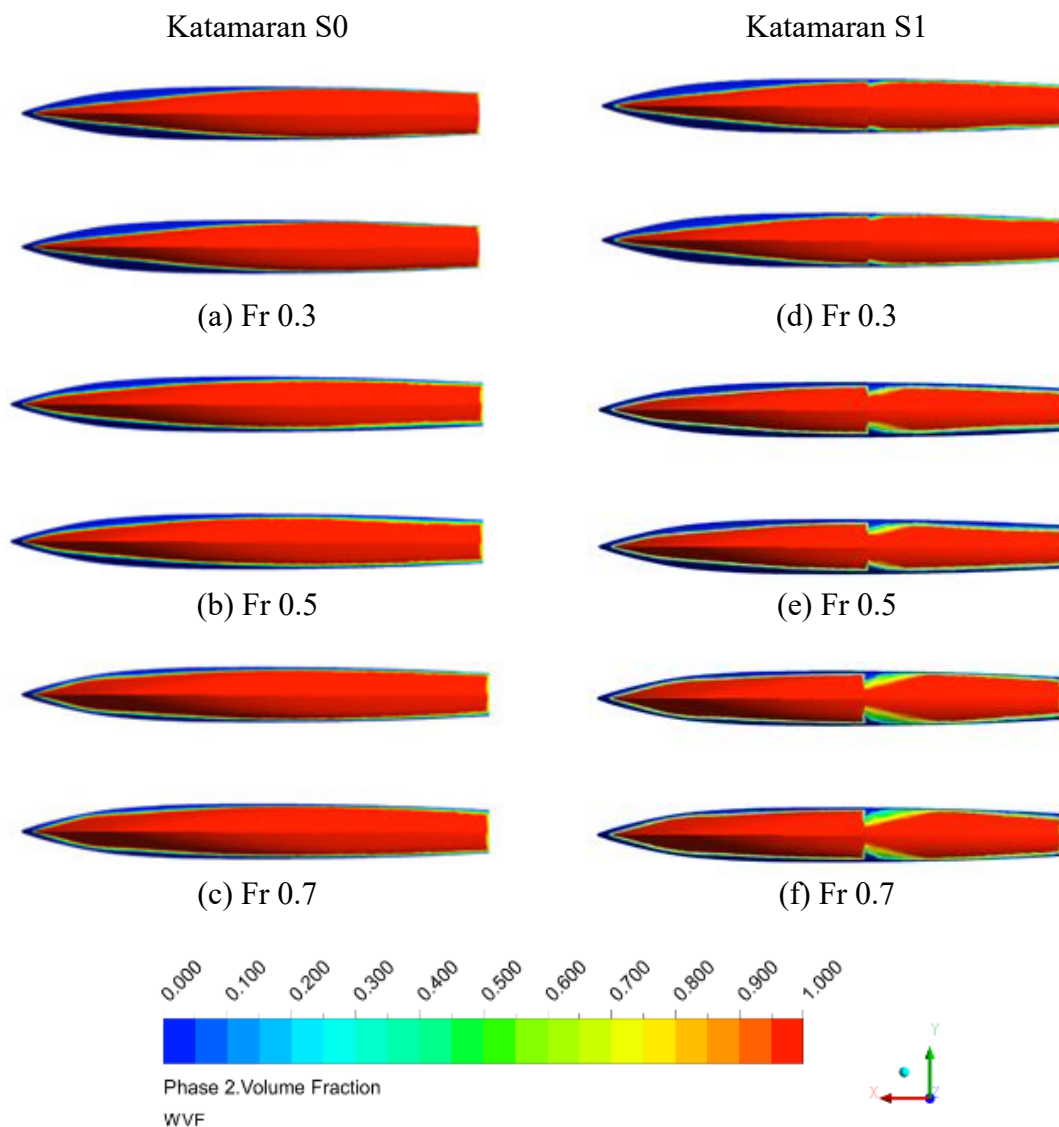 Katamaran S0 Katamaran S1
(a) Fr 0.3 (d) Fr 0.3
(b) Fr 0.5 (e) Fr 0.5
(c) Fr 0.7 (f) Fr 0.7
0.000 0.100 0.200 0.300 0.400 0.500 0.600 0.700 0.800 0.900 1.000
Phase 2.Volume Fraction
WVF
Y
X Z